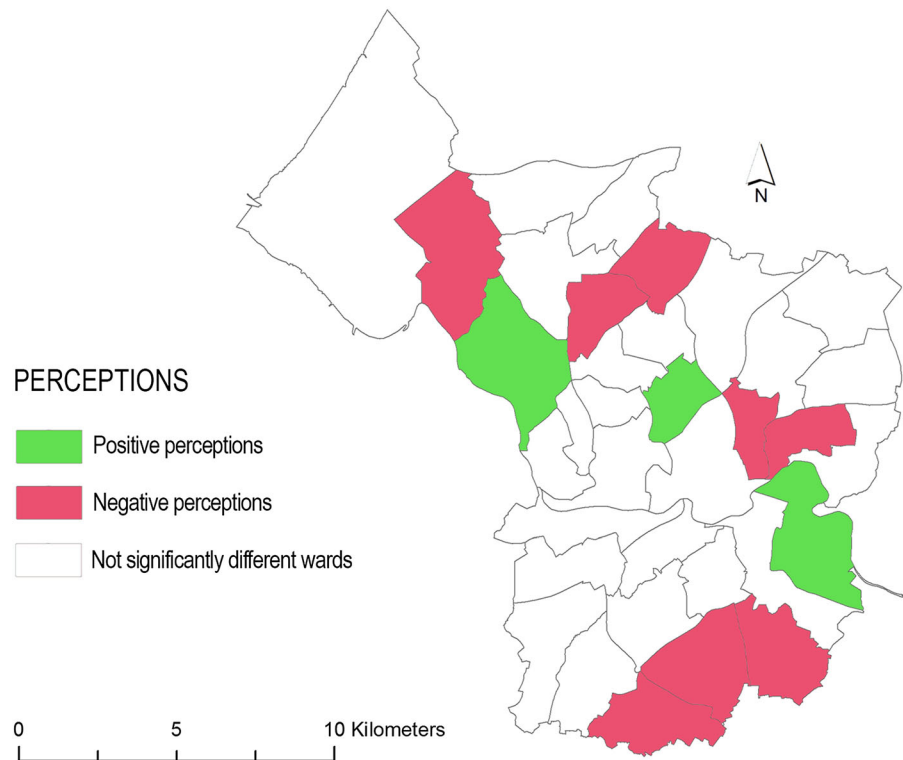 N
PERCEPTIONS
Positive perceptions
Negative perceptions
Not significantly different wards
0 5 10 Kilometers